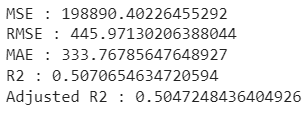 MSE : 198890.40226455292
RMSE : 445.97130206388044
MAE : 333.76785647648927
R2 : 0.5070654634720594
Adjusted R2 : 0.5047248436404926